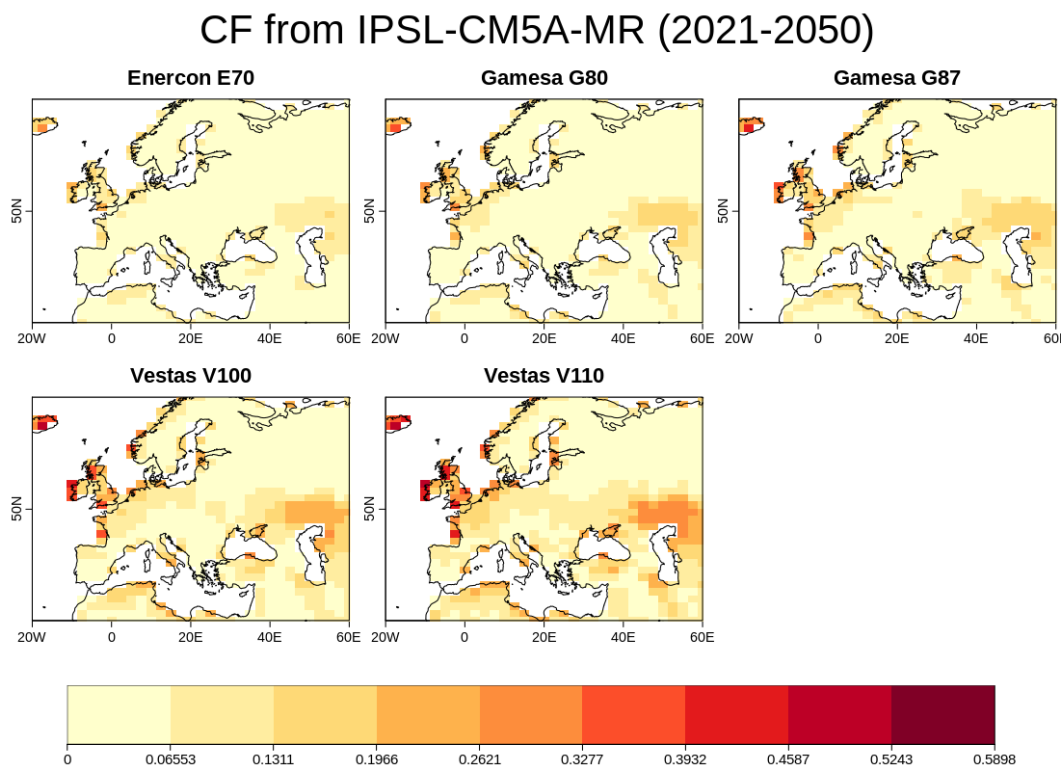 CF from IPSL-CM5A-MR (2021-2050)
Enercon E70 Gamesa G80 Gamesa G87
50N 50N 50N
20W 0 20E 40E 60E 20W 0 20E 40E 60E 20W 0 20E 40E 60E
Vestas V100 Vestas V110
50N 50N
20W 0 20E 40E 60E 20W 0 20E 40E 60E
0 0.06553 0.1311 0.1966 0.2621 0.3277 0.3932 0.4587 0.5243 0.5898